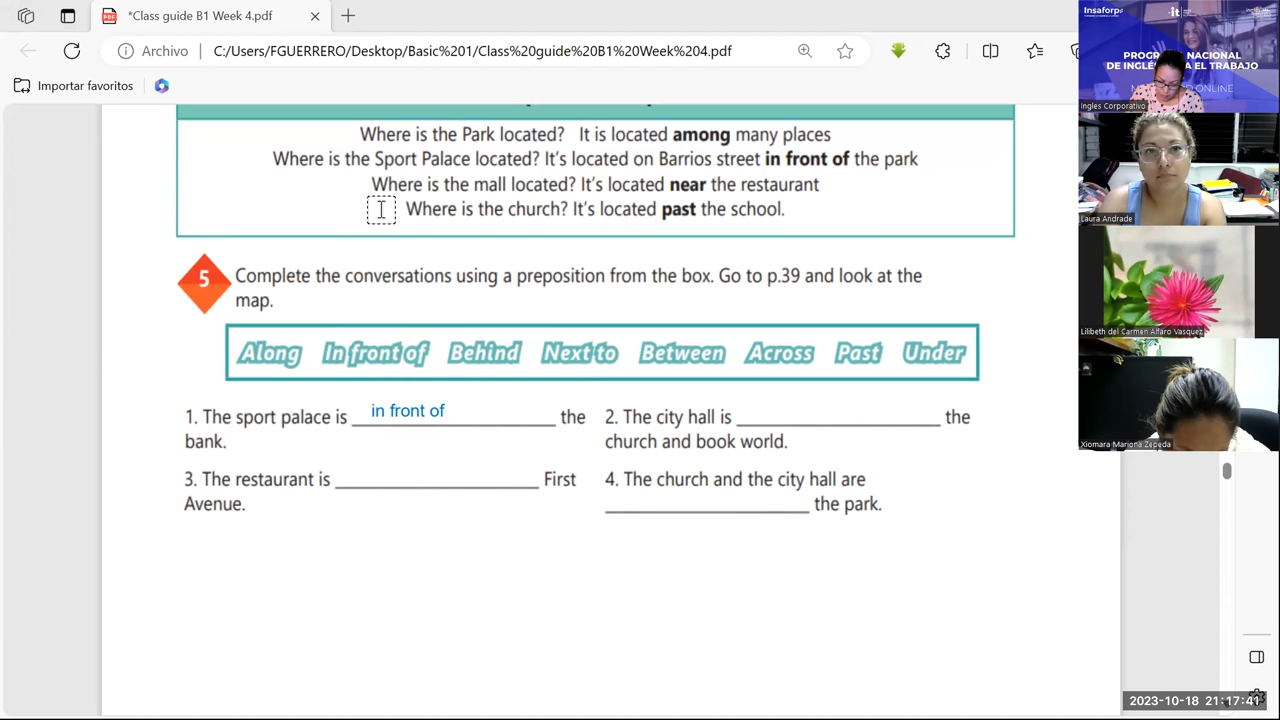 *Class guide B1 Week 4.pdf
Archivo
C:/Users/FGUERRERO/Desktop/Basic%201/Class%20guide%20B1%20Week%204.pdf
Importar favoritos
Where is the Park located? It is located among many places
Where is the Sport Palace located? It's located on Barrios street in front of the park
Where is the mall located? It's located near the restaurant
Where is the church? It's located past the school.
5
Complete the conversations using a preposition from the box. Go to p.39 and look at the
map.
Along In front of Behind Next to Between Across Past Under
1. The sport palace is in front of the
bank.
2. The city hall is ____________________ the
church and book world.
3. The restaurant is ____________________ First
Avenue.
4. The church and the city hall are
____________________ the park.
Insaforp
Ingles Corporativo
Laura Andrade
Lilibeth del Carmen Alfaro Vasquez
Xiomara Mariona Zepeda
2023-10-18 21:17:41